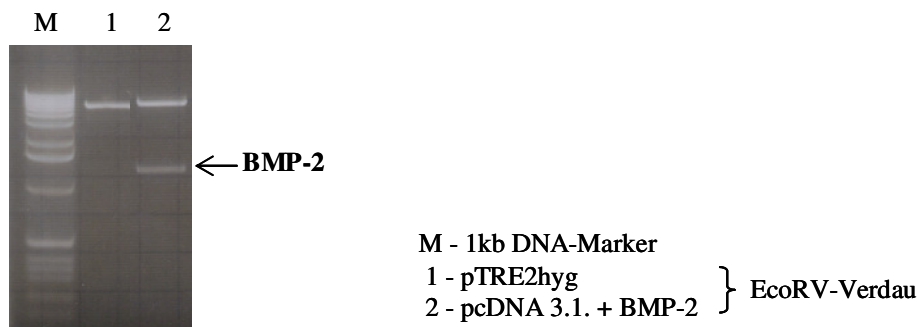 M 1 2
BMP-2
M - 1kb DNA-Marker
1 - pTRE2hyg
2 - pcDNA 3.1. + BMP-2
EcoRV-Verdau